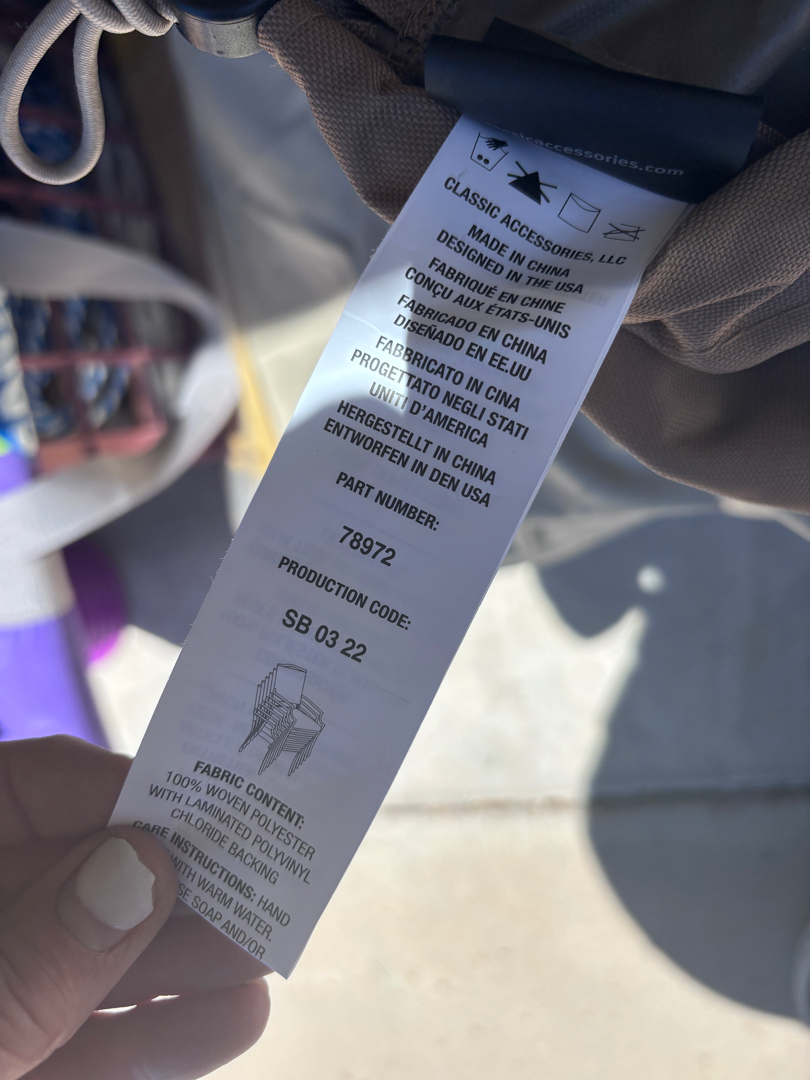 accessories.com
CLASSIC ACCESSORIES, LLC
MADE IN CHINA
DESIGNED IN THE USA
FABRIQUÉ EN CHINE
CONÇU AUX ÉTATS-UNIS
FABRICADO EN CHINA
DISEÑADO EN EE.UU
FABBRICATO IN CINA
PROGETTATO NEGLI STATI
UNITI D'AMERICA
HERGESTELLT IN CHINA
ENTWORFEN IN DEN USA
PART NUMBER:
78972
PRODUCTION CODE:
SB 03 22
FABRIC CONTENT:
100% WOVEN POLYESTER
WITH LAMINATED POLYVINYL
CHLORIDE BACKING
CARE INSTRUCTIONS: HAND
WITH WARM WATER.
SOAP AND/OR